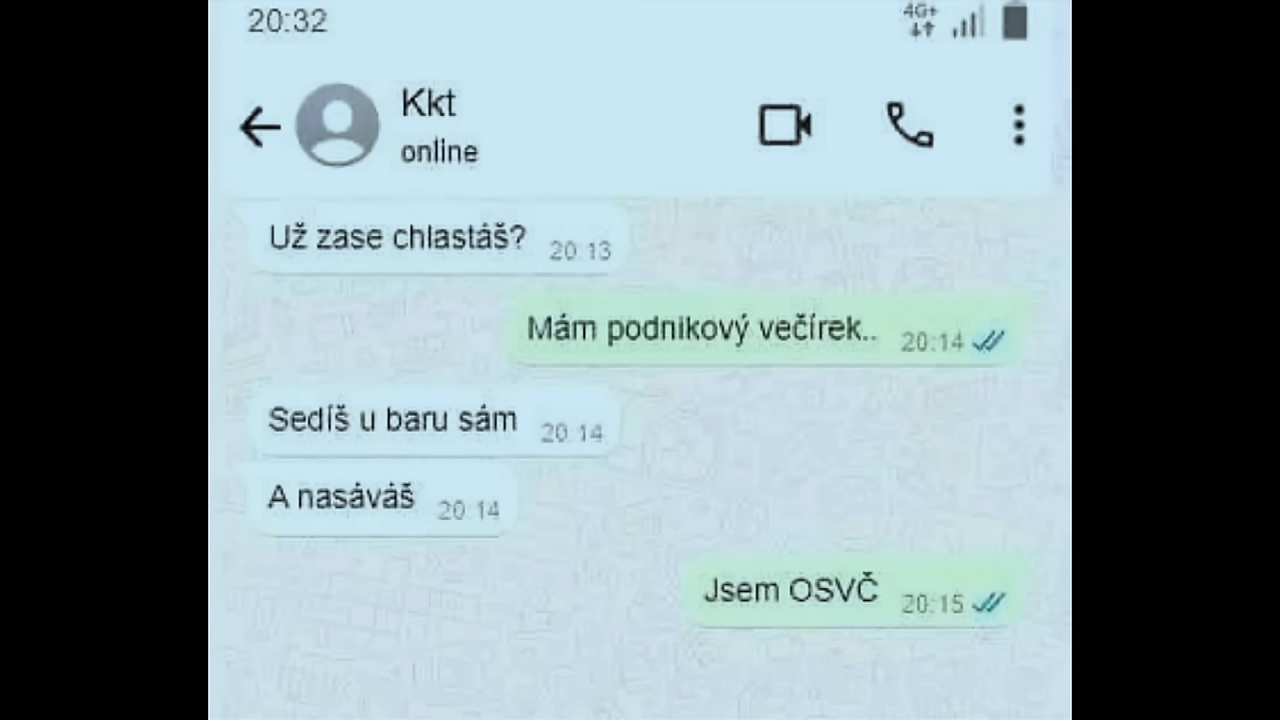 20:32
4G+
Kkt
online
Už zase chlastáš? 20:13
Mám podnikový večírek.. 20:14
Sedíš u baru sám 20:14
A nasáváš 20:14
Jsem OSVČ 20:15